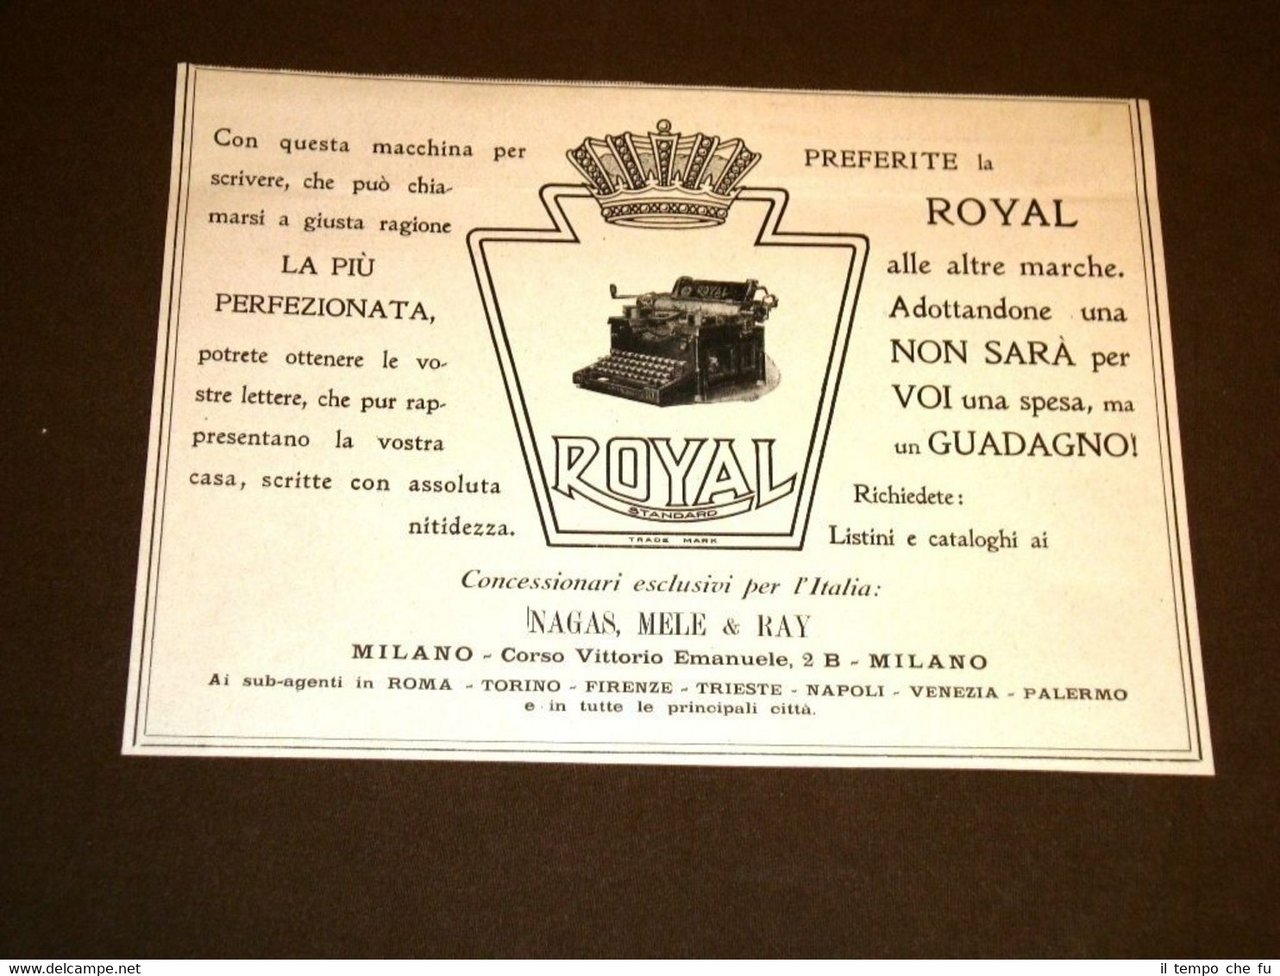 Con questa macchina per
scrivere, che può chia-
marsi a giusta ragione
LA PIÙ
PERFEZIONATA,
potrete ottenere le vo-
stre lettere, che pur rap-
presentano la vostra
casa, scritte con assoluta
nitidezza.
ROYAL
ROYAL
STANDARD
TRADE MARK
PREFERITE la
ROYAL
alle altre marche.
Adottandone una
NON SARÀ per
VOI una spesa, ma
un GUADAGNO!
Richiedete:
Listini e cataloghi ai
Concessionari esclusivi per l'Italia:
NAGAS, MELE & RAY
MILANO - Corso Vittorio Emanuele, 2 B - MILANO
Ai sub-agenti in ROMA - TORINO - FIRENZE - TRIESTE - NAPOLI - VENEZIA - PALERMO
e in tutte le principali città.
delcampe.net
il tempo che fu